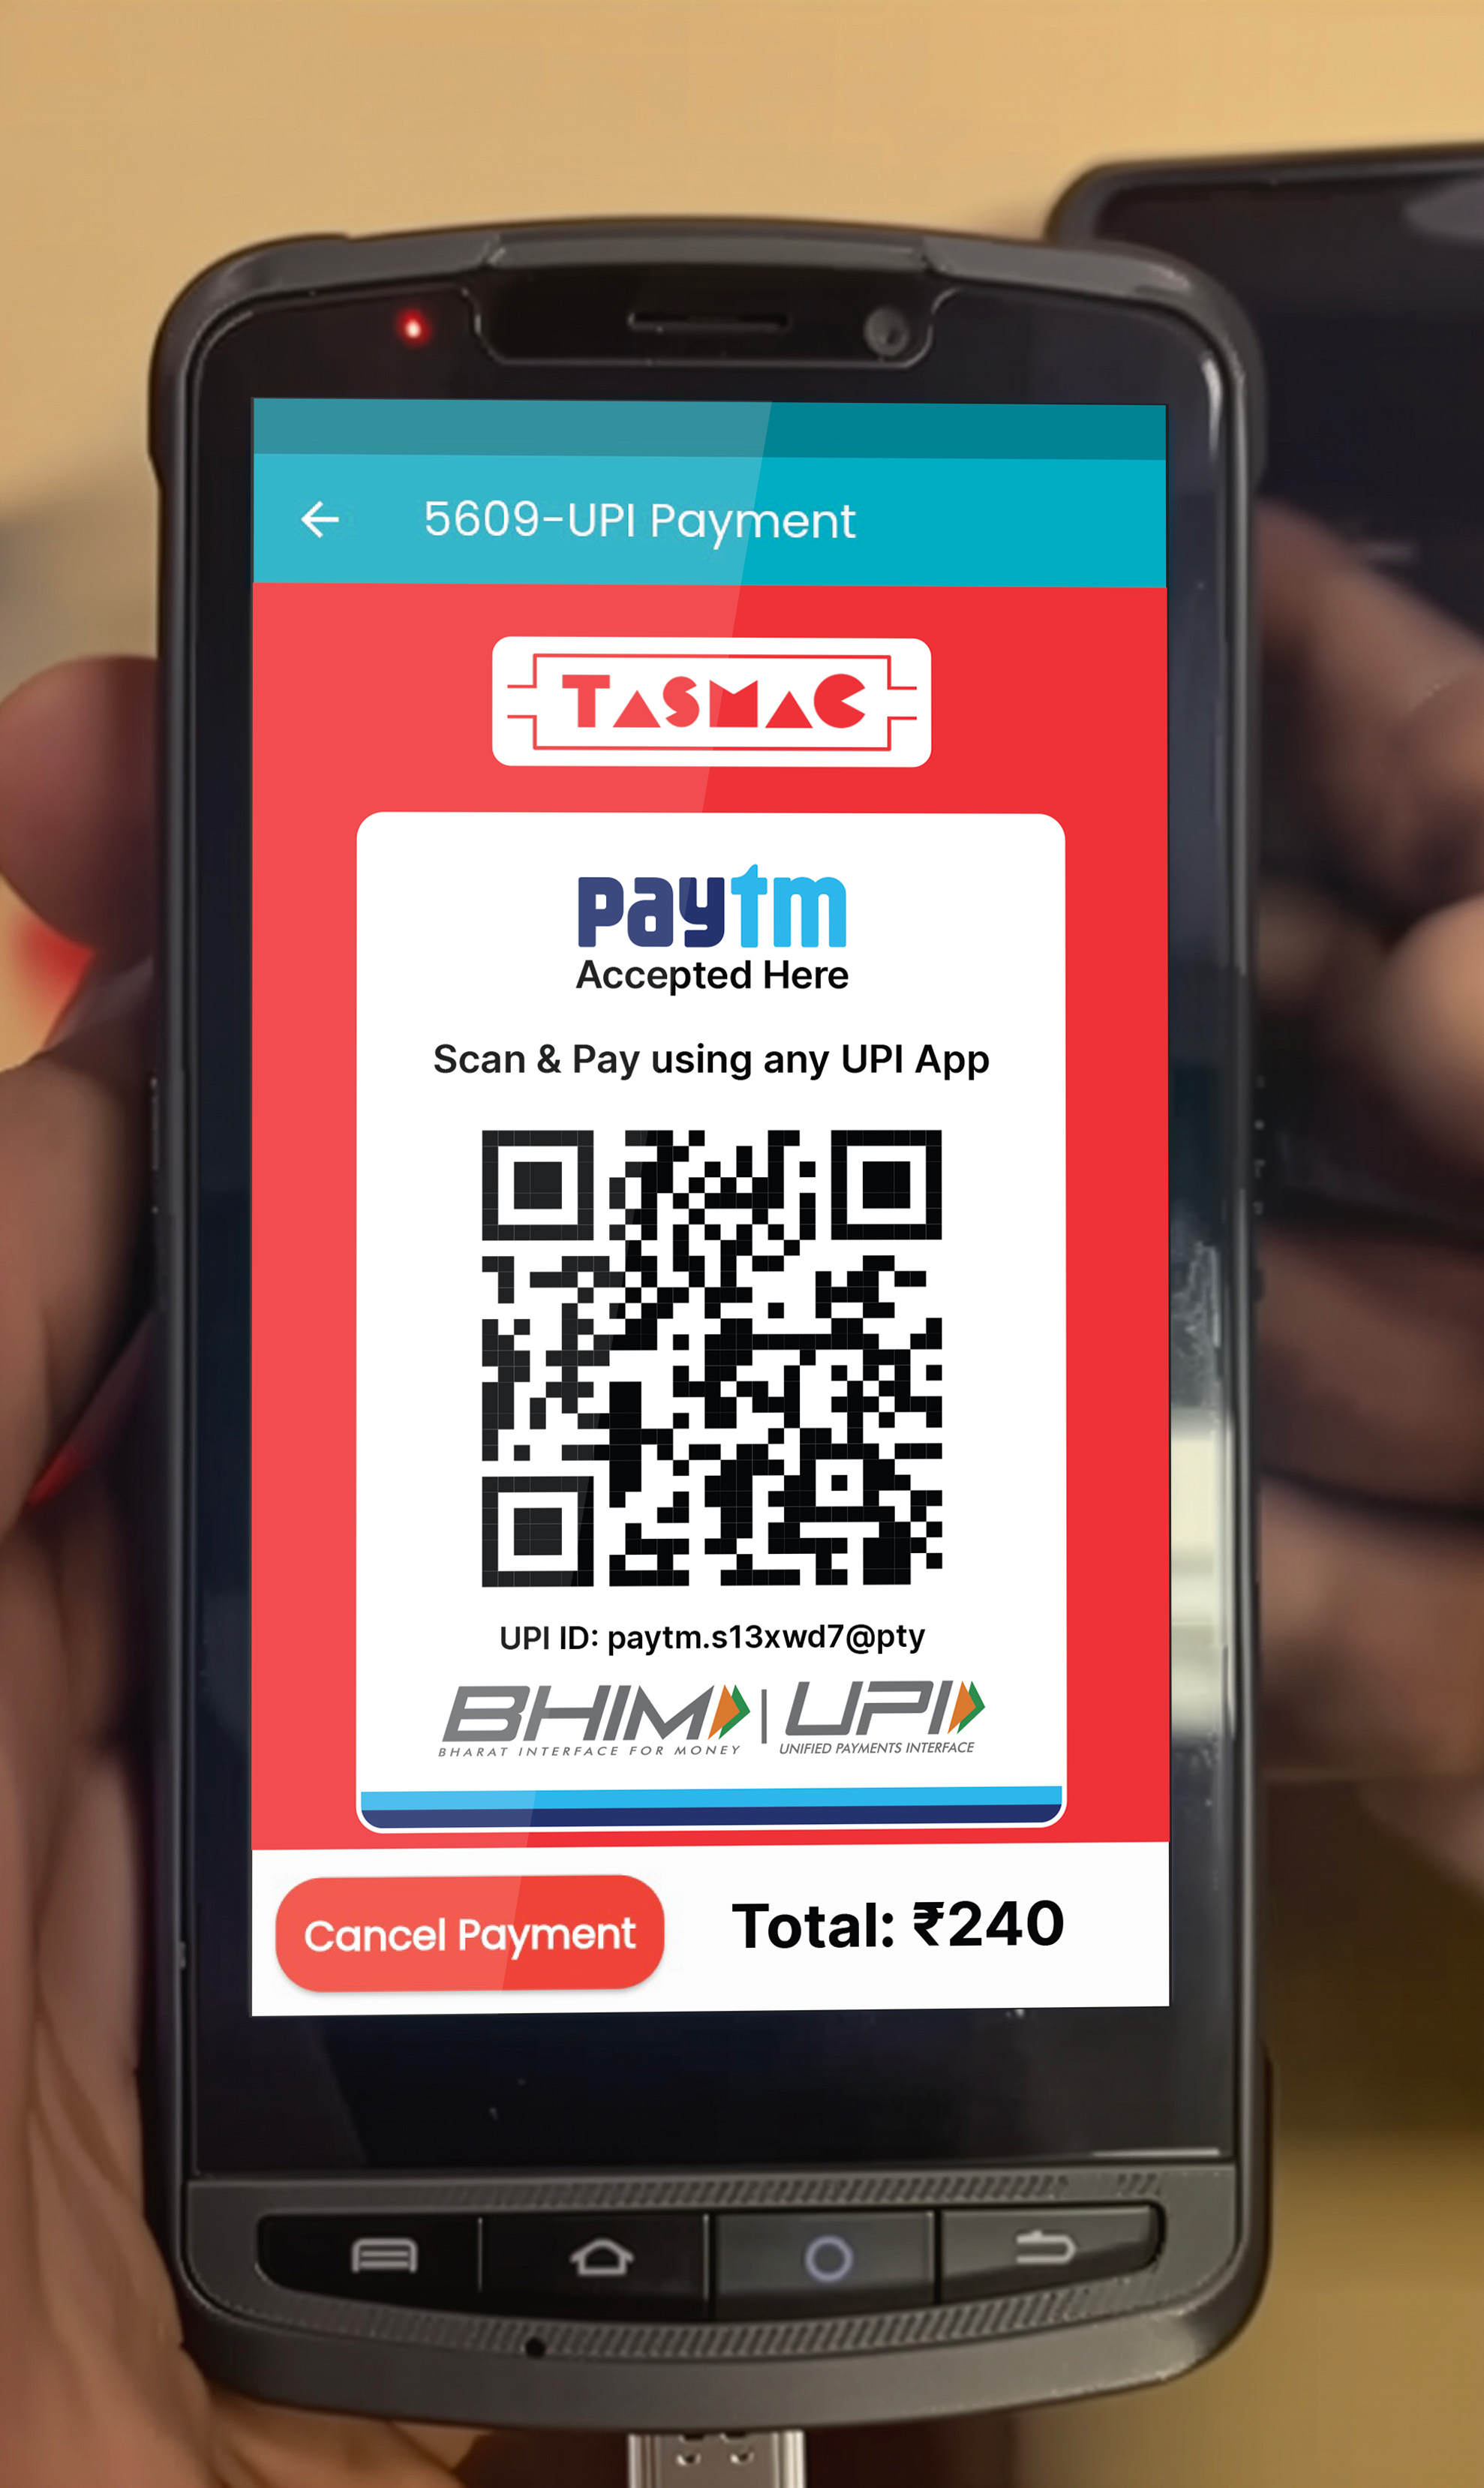 5609-UPI Payment
TASMAC
paytm
Accepted Here
Scan & Pay using any UPI App
UPI ID: paytm.s13xwd7@pty
BHIM | UPI
BHARAT INTERFACE FOR MONEY UNIFIED PAYMENTS INTERFACE
Cancel Payment Total: ₹240